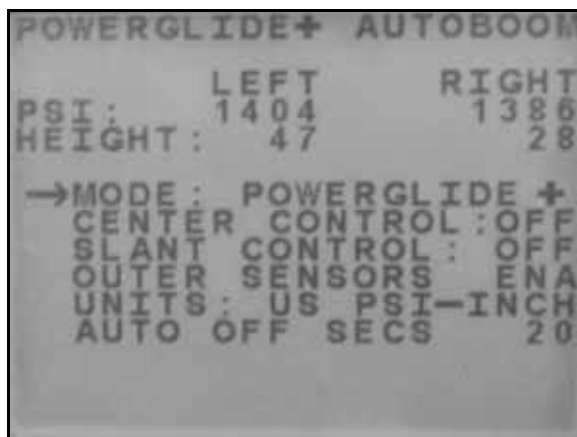 POWERGLIDE+ AUTOBOOM
LEFT RIGHT
PSI: 1404 1386
HEIGHT: 47 28
→MODE: POWERGLIDE +
CENTER CONTROL:OFF
SLANT CONTROL: OFF
OUTER SENSORS ENA
UNITS: US PSI-INCH
AUTO OFF SECS 20